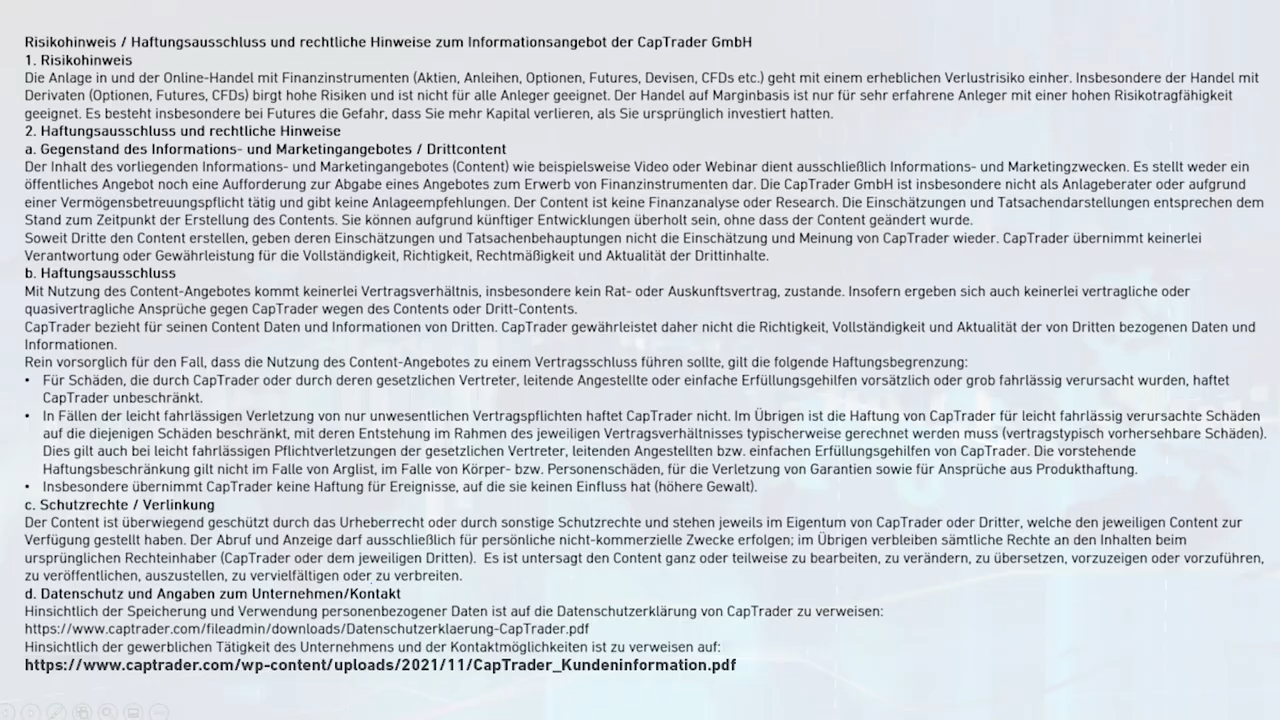 Risikohinweis / Haftungsausschluss und rechtliche Hinweise zum Informationsangebot der CapTrader GmbH
1. Risikohinweis
Die Anlage in und der Online-Handel mit Finanzinstrumenten (Aktien, Anleihen, Optionen, Futures, Devisen, CFDs etc.) geht mit einem erheblichen Verlustrisiko einher. Insbesondere der Handel mit
Derivaten (Optionen, Futures, CFDs) birgt hohe Risiken und ist nicht für alle Anleger geeignet. Der Handel auf Marginbasis ist nur für sehr erfahrene Anleger mit einer hohen Risikotragfähigkeit
geeignet. Es besteht insbesondere bei Futures die Gefahr, dass Sie mehr Kapital verlieren, als Sie ursprünglich investiert hatten.
2. Haftungsausschluss und rechtliche Hinweise
a. Gegenstand des Informations- und Marketingangebotes / Drittcontent
Der Inhalt des vorliegenden Informations- und Marketingangebotes (Content) wie beispielsweise Video oder Webinar dient ausschließlich Informations- und Marketingzwecken. Es stellt weder ein
öffentliches Angebot noch eine Aufforderung zur Abgabe eines Angebotes zum Erwerb von Finanzinstrumenten dar. Die CapTrader GmbH ist insbesondere nicht als Anlageberater oder aufgrund
einer Vermögensbetreuungspflicht tätig und gibt keine Anlageempfehlungen. Der Content ist keine Finanzanalyse oder Research. Die Einschätzungen und Tatsachendarstellungen entsprechen dem
Stand zum Zeitpunkt der Erstellung des Contents. Sie können aufgrund künftiger Entwicklungen überholt sein, ohne dass der Content geändert wurde.
Soweit Dritte den Content erstellen, geben deren Einschätzungen und Tatsachenbehauptungen nicht die Einschätzung und Meinung von CapTrader wieder. CapTrader übernimmt keinerlei
Verantwortung oder Gewährleistung für die Vollständigkeit, Richtigkeit, Rechtmäßigkeit und Aktualität der Drittinhalte.
b. Haftungsausschluss
Mit Nutzung des Content-Angebotes kommt keinerlei Vertragsverhältnis, insbesondere kein Rat- oder Auskunftsvertrag, zustande. Insofern ergeben sich auch keinerlei vertragliche oder
quasivertragliche Ansprüche gegen CapTrader wegen des Contents oder Dritt-Contents.
CapTrader bezieht für seinen Content Daten und Informationen von Dritten. CapTrader gewährleistet daher nicht die Richtigkeit, Vollständigkeit und Aktualität der von Dritten bezogenen Daten und
Informationen.
Rein vorsorglich für den Fall, dass die Nutzung des Content-Angebotes zu einem Vertragsschluss führen sollte, gilt die folgende Haftungsbegrenzung:
• Für Schäden, die durch CapTrader oder durch deren gesetzlichen Vertreter, leitende Angestellte oder einfache Erfüllungsgehilfen vorsätzlich oder grob fahrlässig verursacht wurden, haftet
CapTrader unbeschränkt.
• In Fällen der leicht fahrlässigen Verletzung von nur unwesentlichen Vertragspflichten haftet CapTrader nicht. Im Übrigen ist die Haftung von CapTrader für leicht fahrlässig verursachte Schäden
auf die diejenigen Schäden beschränkt, mit deren Entstehung im Rahmen des jeweiligen Vertragsverhältnisses typischerweise gerechnet werden muss (vertragstypisch vorhersehbare Schäden).
Dies gilt auch bei leicht fahrlässigen Pflichtverletzungen der gesetzlichen Vertreter, leitenden Angestellten bzw. einfachen Erfüllungsgehilfen von CapTrader. Die vorstehende
Haftungsbeschränkung gilt nicht im Falle von Arglist, im Falle von Körper- bzw. Personenschäden, für die Verletzung von Garantien sowie für Ansprüche aus Produkthaftung.
• Insbesondere übernimmt CapTrader keine Haftung für Ereignisse, auf die sie keinen Einfluss hat (höhere Gewalt).
c. Schutzrechte / Verlinkung
Der Content ist überwiegend geschützt durch das Urheberrecht oder durch sonstige Schutzrechte und stehen jeweils im Eigentum von CapTrader oder Dritter, welche den jeweiligen Content zur
Verfügung gestellt haben. Der Abruf und Anzeige darf ausschließlich für persönliche nicht-kommerzielle Zwecke erfolgen; im Übrigen verbleiben sämtliche Rechte an den Inhalten beim
ursprünglichen Rechteinhaber (CapTrader oder dem jeweiligen Dritten). Es ist untersagt den Content ganz oder teilweise zu bearbeiten, zu verändern, zu übersetzen, vorzuzeigen oder vorzuführen,
zu veröffentlichen, auszustellen, zu vervielfältigen oder zu verbreiten.
d. Datenschutz und Angaben zum Unternehmen/Kontakt
Hinsichtlich der Speicherung und Verwendung personenbezogener Daten ist auf die Datenschutzerklärung von CapTrader zu verweisen:
https://www.captrader.com/fileadmin/downloads/Datenschutzerklaerung-CapTrader.pdf
Hinsichtlich der gewerblichen Tätigkeit des Unternehmens und der Kontaktmöglichkeiten ist zu verweisen auf:
https://www.captrader.com/wp-content/uploads/2021/11/CapTrader_Kundeninformation.pdf